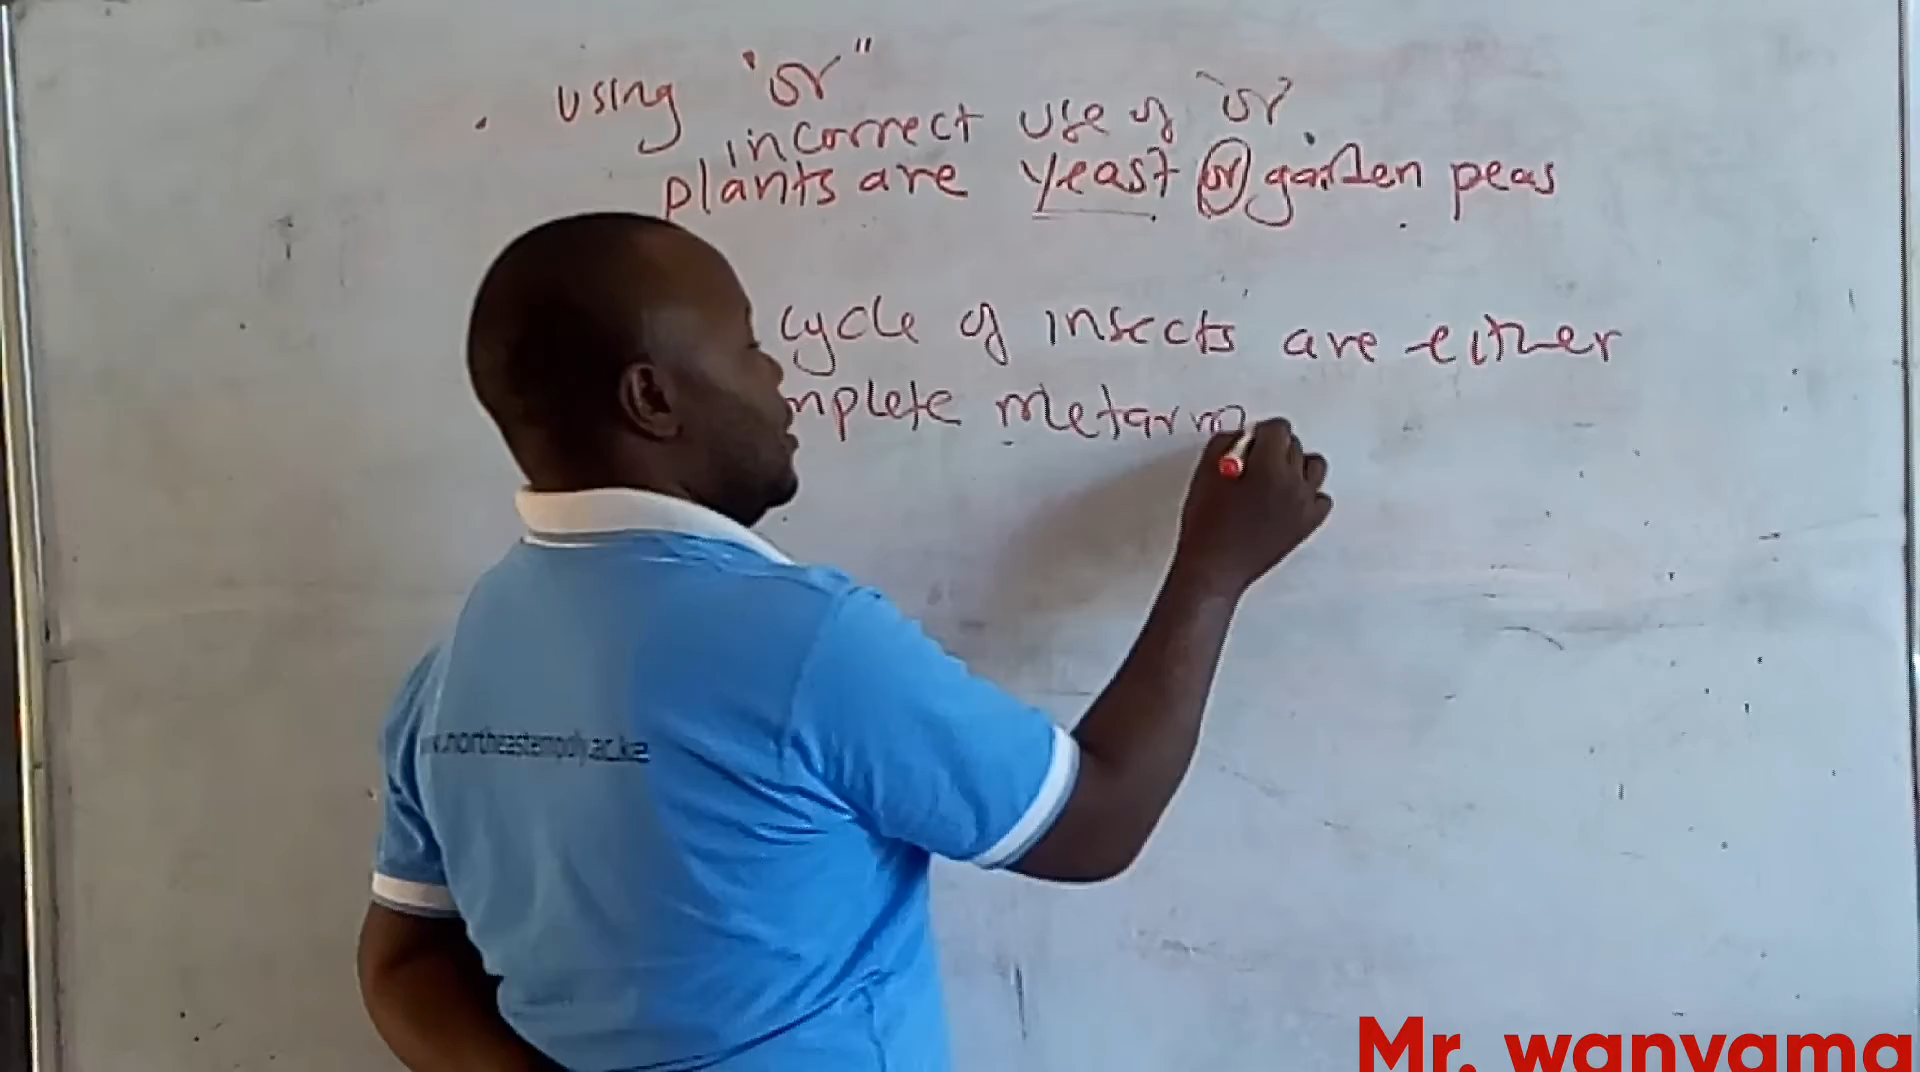 . using "or"
incorrect use of "or".
plants are yeast or garden peas
cycle of insects are either
mplete metarmo
www.northeasternpoly.ac.ke
Mr. wanyama